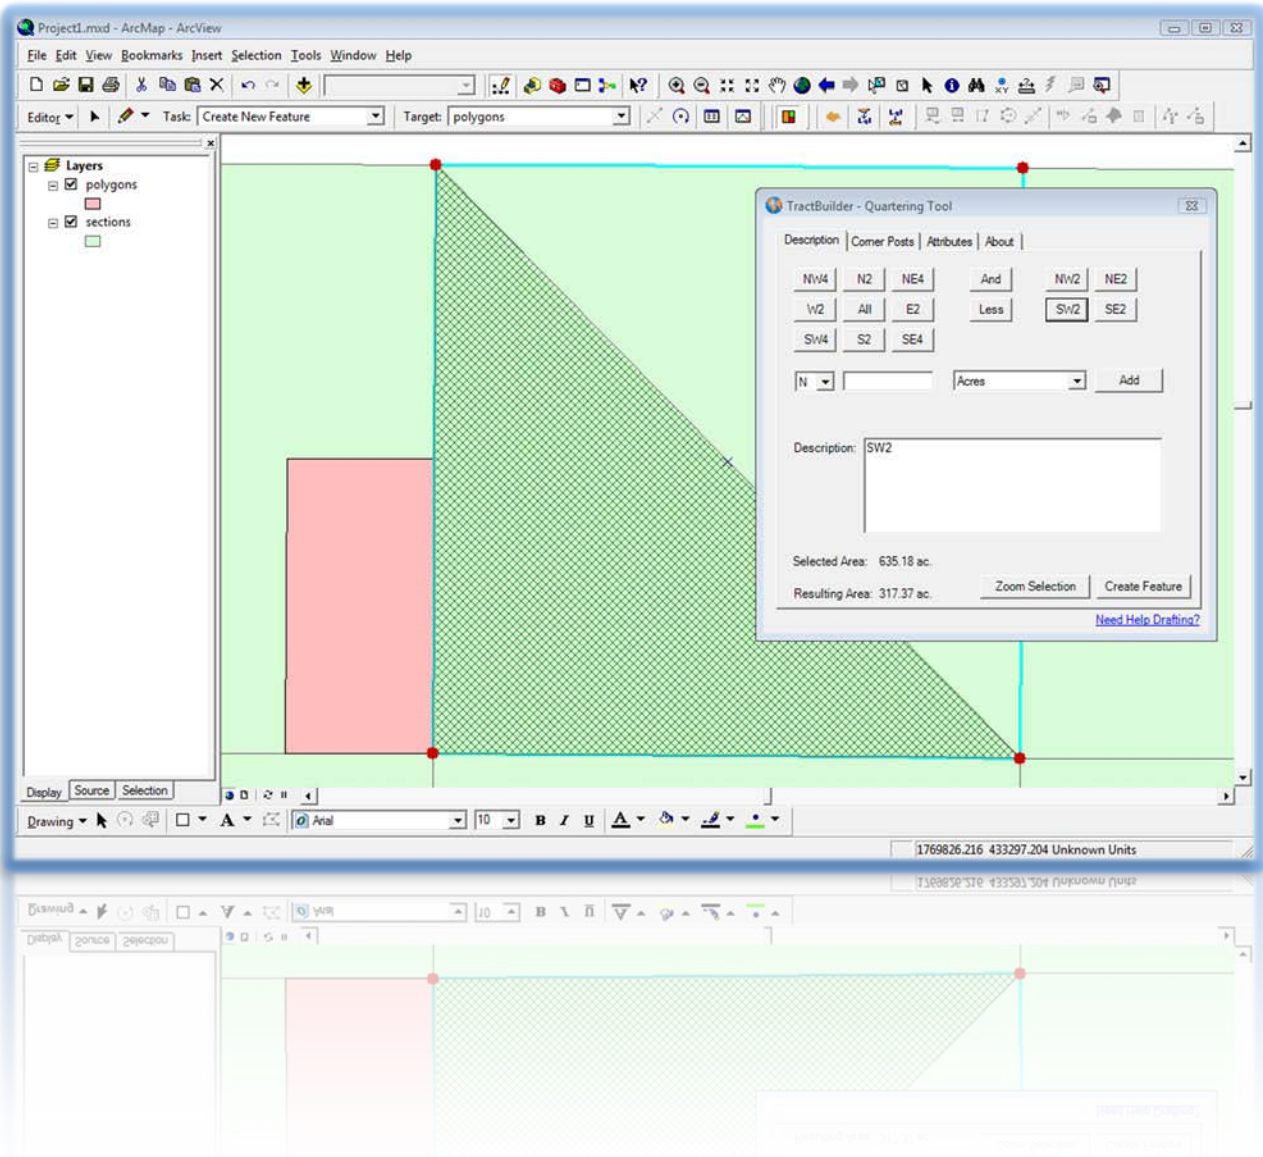 Project1.mxd - ArcMap - ArcView
File Edit View Bookmarks Insert Selection Tools Window Help
Editor Task: Create New Feature Target: polygons
Layers
polygons
sections
TractBuilder - Quartering Tool
Description Corner Posts Attributes About
NW4 N2 NE4 And NW2 NE2
W2 All E2 Less SW2 SE2
SW4 S2 SE4
N Acres Add
Description: SW2
Selected Area: 635.18 ac.
Resulting Area: 317.37 ac. Zoom Selection Create Feature
Need Help Drafting?
Display Source Selection
Drawing A Arial 10 B I U A
1769826.216 433297.204 Unknown Units